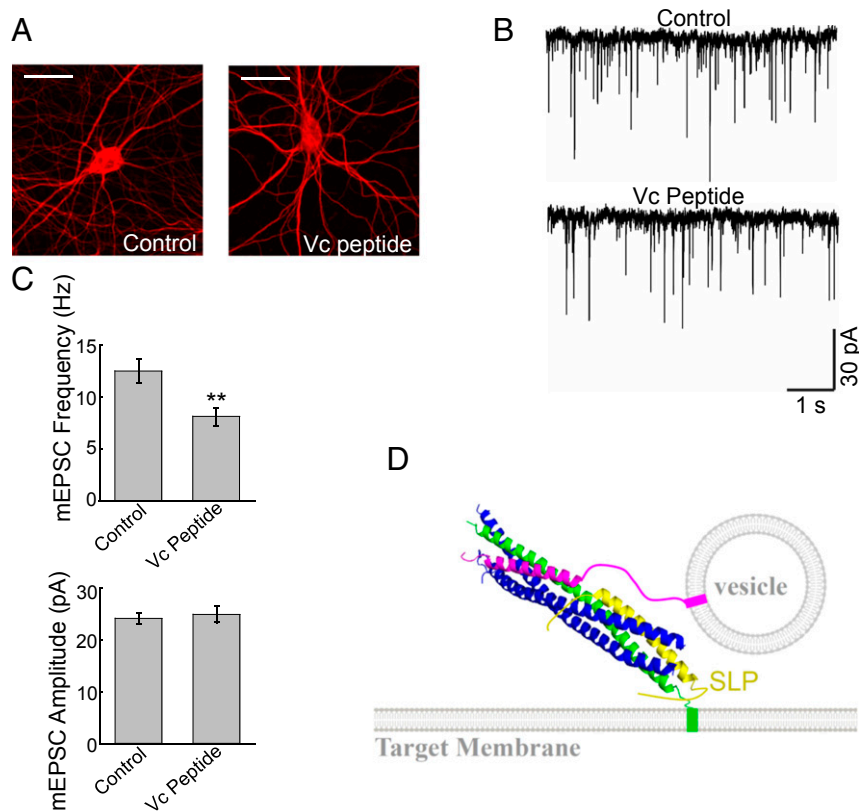 A
Control
Vc peptide
B
Control
Vc Peptide
30 pA
1 s
C
mEPSC Frequency (Hz)
15
10
5
0
**
Control
Vc Peptide
mEPSC Amplitude (pA)
30
20
10
0
Control
Vc Peptide
D
vesicle
SLP
Target Membrane